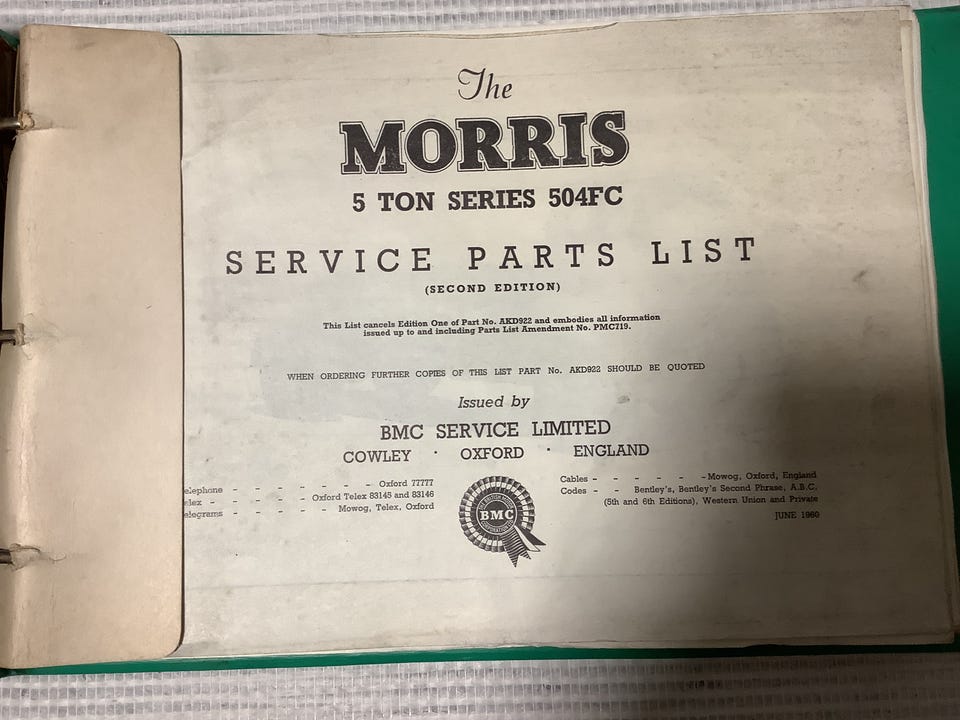 The
MORRIS
5 TON SERIES 504FC
SERVICE PARTS LIST
(SECOND EDITION)
This List cancels Edition One of Part No. AKD922 and embodies all information
issued up to and including Parts List Amendment No. PMC719.
WHEN ORDERING FURTHER COPIES OF THIS LIST PART No. AKD922 SHOULD BE QUOTED
Issued by
BMC SERVICE LIMITED
COWLEY · OXFORD · ENGLAND
elephone - - - - - - - Oxford 77777
elex - - - - - Oxford Telex 83145 and 83146
elegrams - - - - - Mowog, Telex, Oxford
BMC
Cables - - - - - - -Mowog, Oxford, England
Codes - - Bentley's, Bentley's Second Phrase, A.B.C.
(5th and 6th Editions), Western Union and Private
JUNE 1960